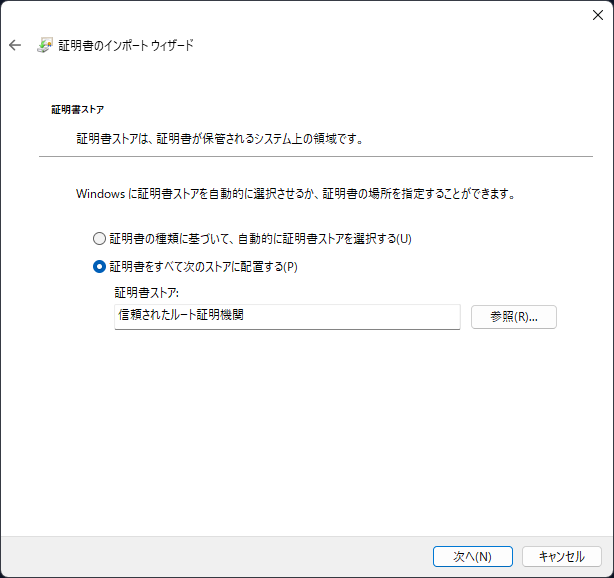 証明書のインポート ウィザード
証明書ストア
証明書ストアは、証明書が保管されるシステム上の領域です。
Windows に証明書ストアを自動的に選択させるか、証明書の場所を指定することができます。
証明書の種類に基づいて、自動的に証明書ストアを選択する(U)
証明書をすべて次のストアに配置する(P)
証明書ストア:
信頼されたルート証明機関
参照(R)...
次へ(N)
キャンセル